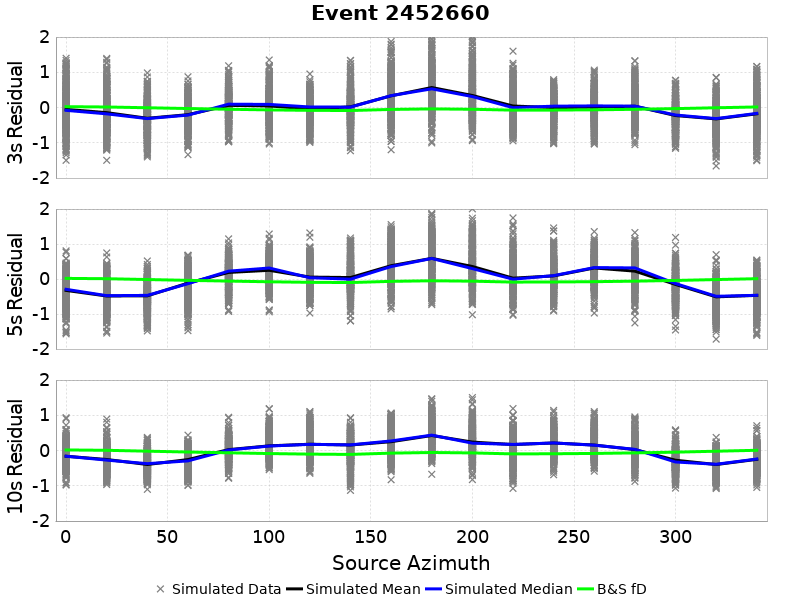 Event 2452660
2
1
0
-1
-2
3s Residual
2
1
0
-1
-2
5s Residual
2
1
0
-1
-2
10s Residual
0 50 100 150 200 250 300
Source Azimuth
Simulated Data Simulated Mean Simulated Median B&S fD